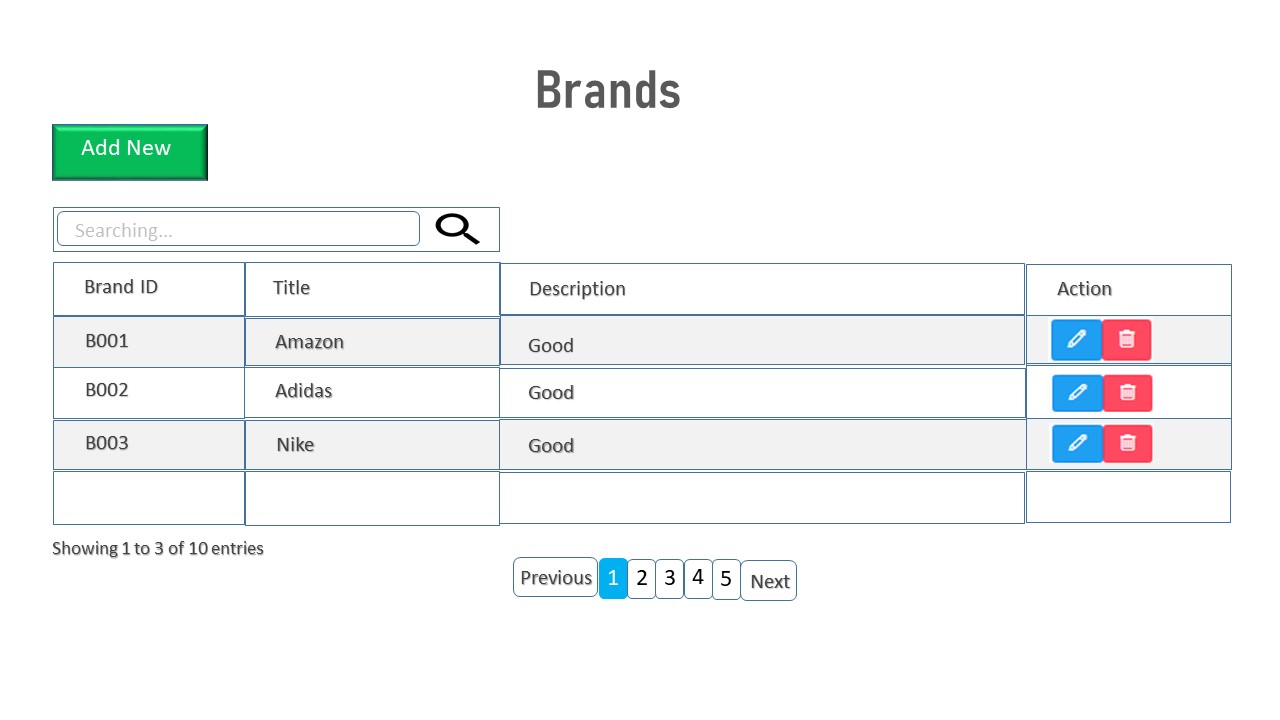 Brands
Add New
Searching...
Brand ID Title Description Action
B001 Amazon Good
B002 Adidas Good
B003 Nike Good
Showing 1 to 3 of 10 entries
Previous 1 2 3 4 5 Next